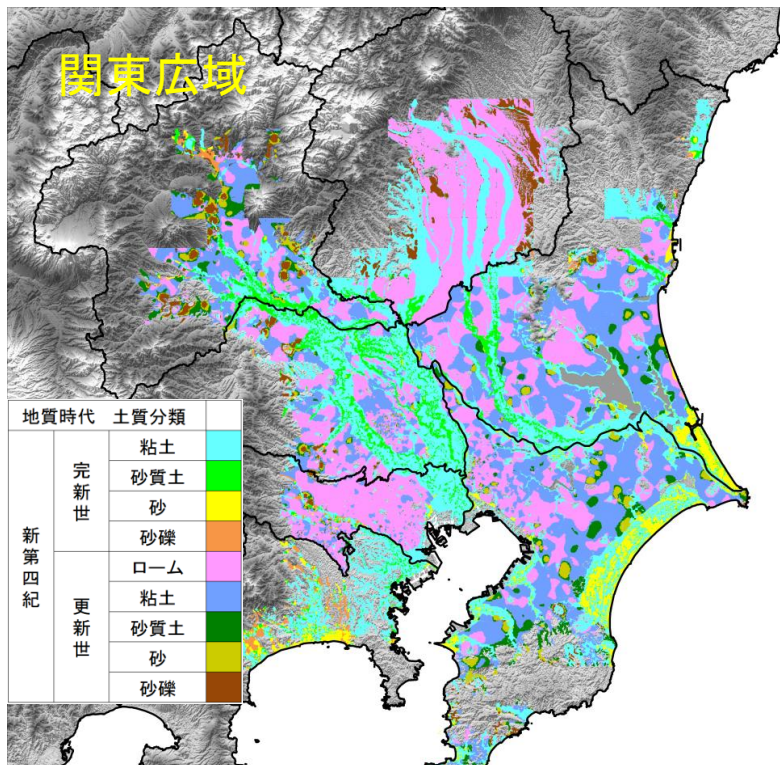 関東広域
地質時代 土質分類
新第四紀
完新世
粘土
砂質土
砂
砂礫
更新世
ローム
粘土
砂質土
砂
砂礫